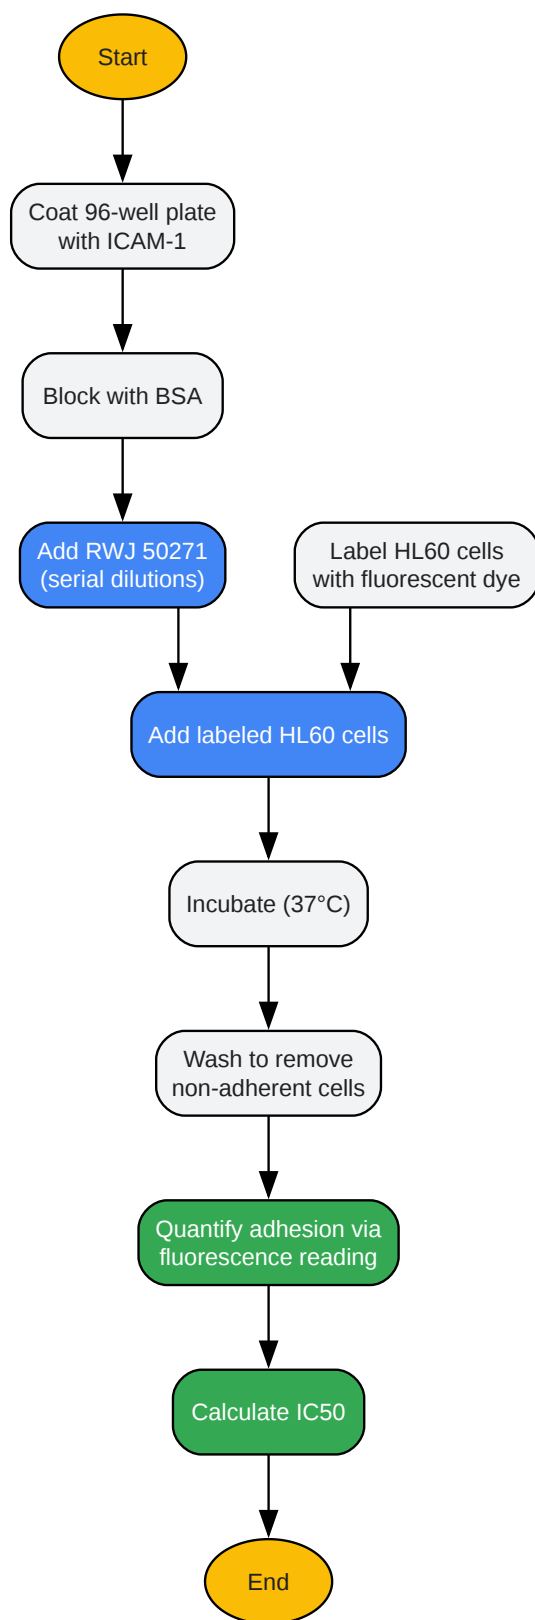 Start
Coat 96-well plate
with ICAM-1
Block with BSA
Add RWJ 50271
(serial dilutions)
Label HL60 cells
with fluorescent dye
Add labeled HL60 cells
Incubate (37°C)
Wash to remove
non-adherent cells
Quantify adhesion via
fluorescence reading
Calculate IC50
End